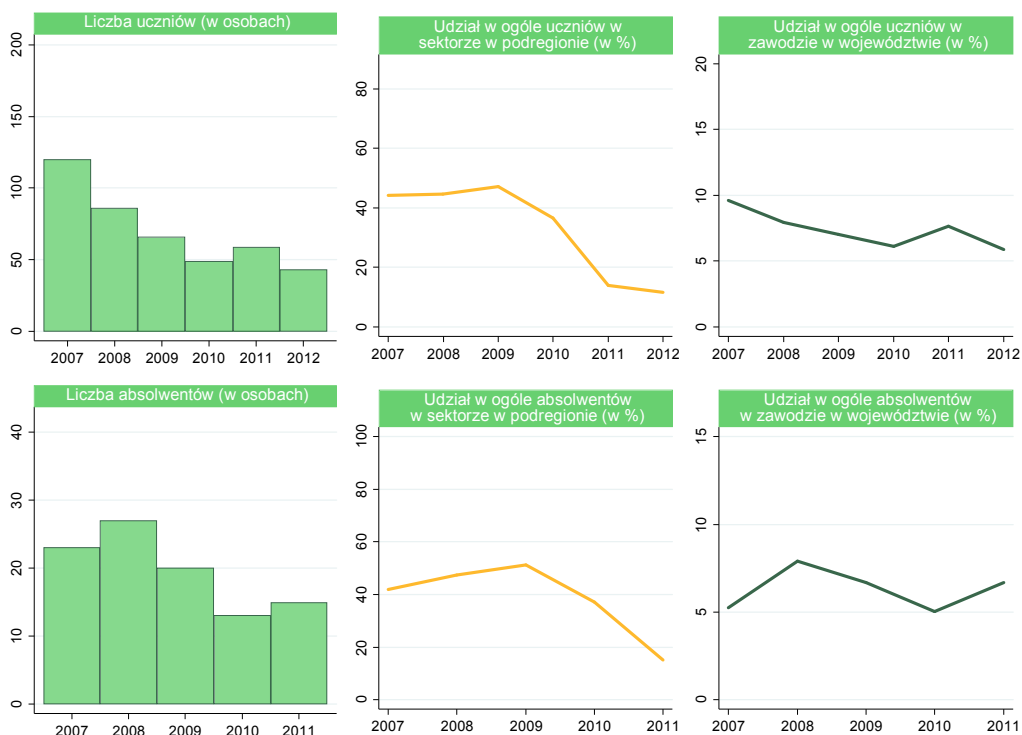 Liczba uczniów (w osobach)
200
150
100
50
0
2007 2008 2009 2010 2011 2012
Udział w ogóle uczniów w
sektorze w podregionie (w %)
80
60
40
20
0
2007 2008 2009 2010 2011 2012
Udział w ogóle uczniów w
zawodzie w województwie (w %)
20
15
10
5
0
2007 2008 2009 2010 2011 2012
Liczba absolwentów (w osobach)
40
30
20
10
0
2007 2008 2009 2010 2011
Udział w ogóle absolwentów
w sektorze w podregionie (w %)
100
80
60
40
20
0
2007 2008 2009 2010 2011
Udział w ogóle absolwentów
w zawodzie w województwie (w %)
15
10
5
0
2007 2008 2009 2010 2011